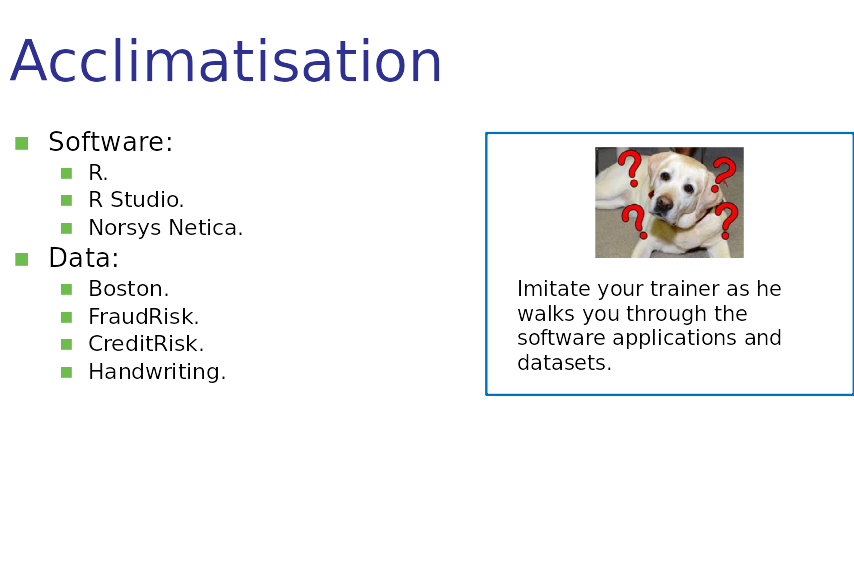 Acclimatisation
Software:
R.
R Studio.
Norsys Netica.
Data:
Boston.
FraudRisk.
CreditRisk.
Handwriting.
? ? ? ?
Imitate your trainer as he
walks you through the
software applications and
datasets.